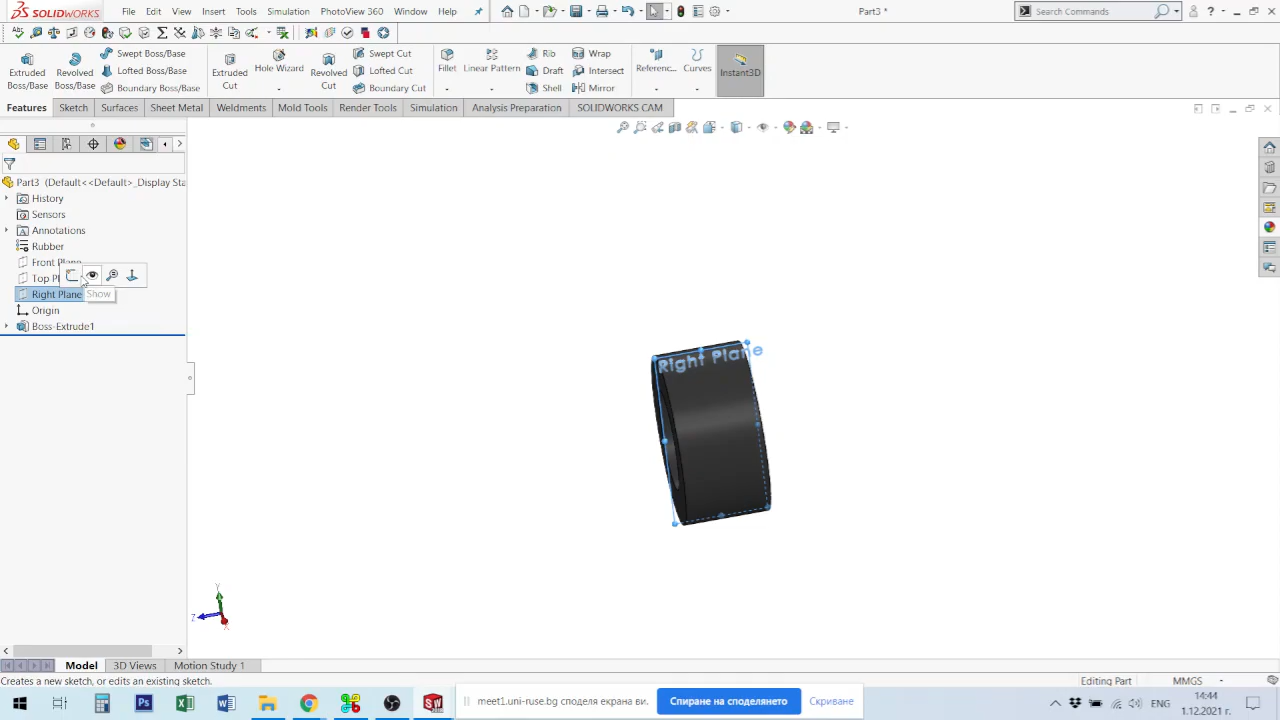 SOLIDWORKS File Edit View Insert Tools Simulation PhotoView 360 Window Help Part3 * Search Commands
Extruded Boss/Base
Revolved Boss/Base
Swept Boss/Base
Lofted Boss/Base
Boundary Boss/Base
Extruded Cut
Hole Wizard
Revolved Cut
Swept Cut
Lofted Cut
Boundary Cut
Fillet
Linear Pattern
Rib
Draft
Shell
Wrap
Intersect
Mirror
Referenc...
Curves
Instant3D
Features Sketch Surfaces Sheet Metal Weldments Mold Tools Render Tools Simulation Analysis Preparation SOLIDWORKS CAM
Part3 (Default<<Default>_Display Sta
History
Sensors
Annotations
Rubber
Front Plane
Top Pl
Right Plane
Show
Origin
Boss-Extrude1
Right Plane
Y
Z
X
Model 3D Views Motion Study 1
Creates a new sketch, or edits an existing sketch. Editing Part MMGS
meet1.uni-ruse.bg споделя екрана ви. Спиране на споделянето Скриване
14:44
1.12.2021 г.